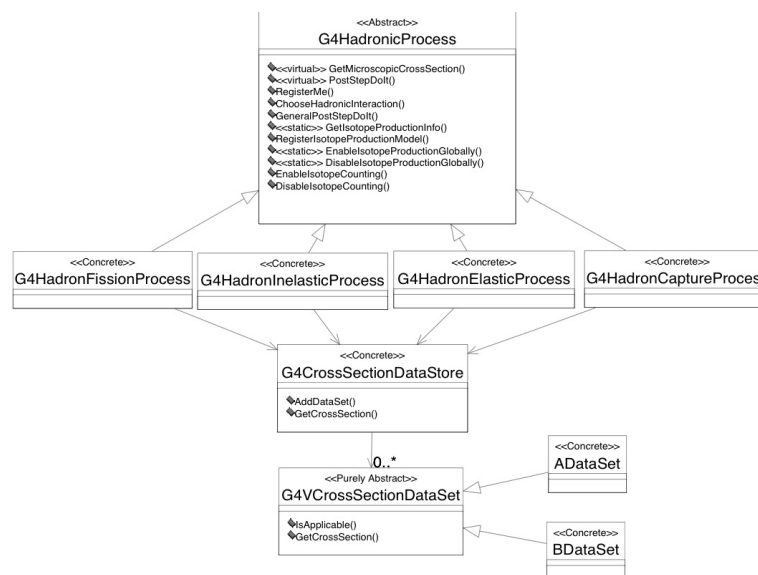 <<Abstract>>
G4HadronicProcess
<<virtual>> GetMicroscopicCrossSection()
<<virtual>> PostStepDoIt()
RegisterMe()
ChooseHadronicInteraction()
GeneralPostStepDoIt()
<<static>> GetIsotopeProductionInfo()
RegisterIsotopeProductionModel()
<<static>> EnableIsotopeProductionGlobally()
<<static>> DisableIsotopeProductionGlobally()
EnableIsotopeCounting()
DisableIsotopeCounting()
<<Concrete>>
G4HadronFissionProcess
<<Concrete>>
G4HadronInelasticProcess
<<Concrete>>
G4HadronElasticProcess
<<Concrete>>
G4HadronCaptureProces
<<Concrete>>
G4CrossSectionDataStore
AddDataSet()
GetCrossSection()
0..*
<<Purely Abstract>>
G4VCrossSectionDataSet
IsApplicable()
GetCrossSection()
<<Concrete>>
ADataSet
<<Concrete>>
BDataSet